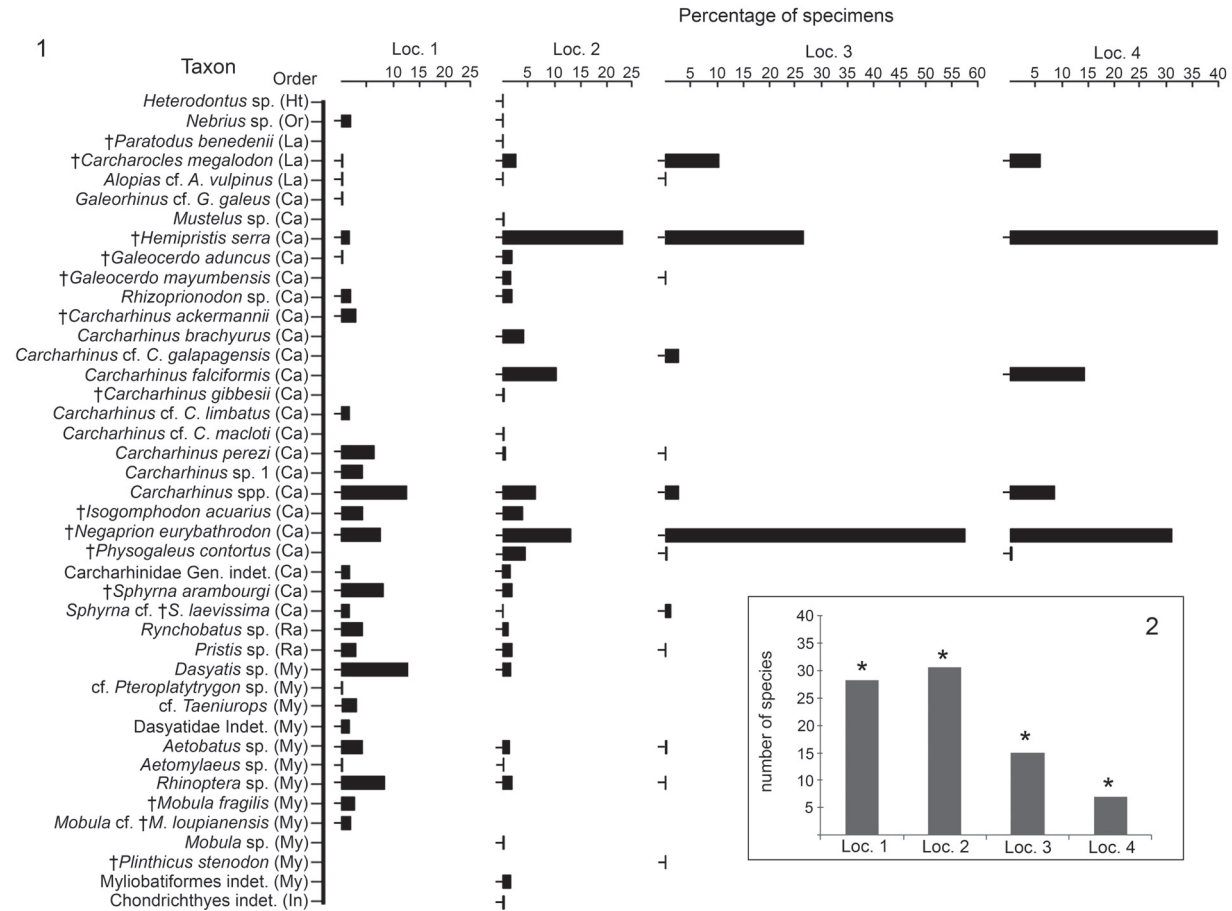 Percentage of specimens
1
Loc. 1 Loc. 2 Loc. 3 Loc. 4
Taxon
Order
10 15 20 25 5 10 15 20 25 5 10 15 20 25 30 35 40 45 50 55 60 5 10 15 20 25 30 35 40
Heterodontus sp. (Ht)
Nebrius sp. (Or)
†Paratodus benedenii (La)
†Carcharocles megalodon (La)
Alopias cf. A. vulpinus (La)
Galeorhinus cf. G. galeus (Ca)
Mustelus sp. (Ca)
†Hemipristis serra (Ca)
†Galeocerdo aduncus (Ca)
†Galeocerdo mayumbensis (Ca)
Rhizoprionodon sp. (Ca)
†Carcharhinus ackermannii (Ca)
Carcharhinus brachyurus (Ca)
Carcharhinus cf. C. galapagensis (Ca)
Carcharhinus falciformis (Ca)
†Carcharhinus gibbesii (Ca)
Carcharhinus cf. C. limbatus (Ca)
Carcharhinus cf. C. macloti (Ca)
Carcharhinus perezi (Ca)
Carcharhinus sp. 1 (Ca)
Carcharhinus spp. (Ca)
†Isogomphodon acuarius (Ca)
†Negaprion eurybathrodon (Ca)
†Physogaleus contortus (Ca)
Carcharhinidae Gen. indet. (Ca)
†Sphyrna arambourgi (Ca)
Sphyrna cf. †S. laevissima (Ca)
Rynchobatus sp. (Ra)
Pristis sp. (Ra)
Dasyatis sp. (My)
cf. Pteroplatytrygon sp. (My)
cf. Taeniurops (My)
Dasyatidae Indet. (My)
Aetobatus sp. (My)
Aetomylaeus sp. (My)
Rhinoptera sp. (My)
†Mobula fragilis (My)
Mobula cf. †M. loupianensis (My)
Mobula sp. (My)
†Plinthicus stenodon (My)
Myliobatiformes indet. (My)
Chondrichthyes indet. (In)
2
number of species
40
35
30
25
20
15
10
5
*
*
*
*
Loc. 1 Loc. 2 Loc. 3 Loc. 4